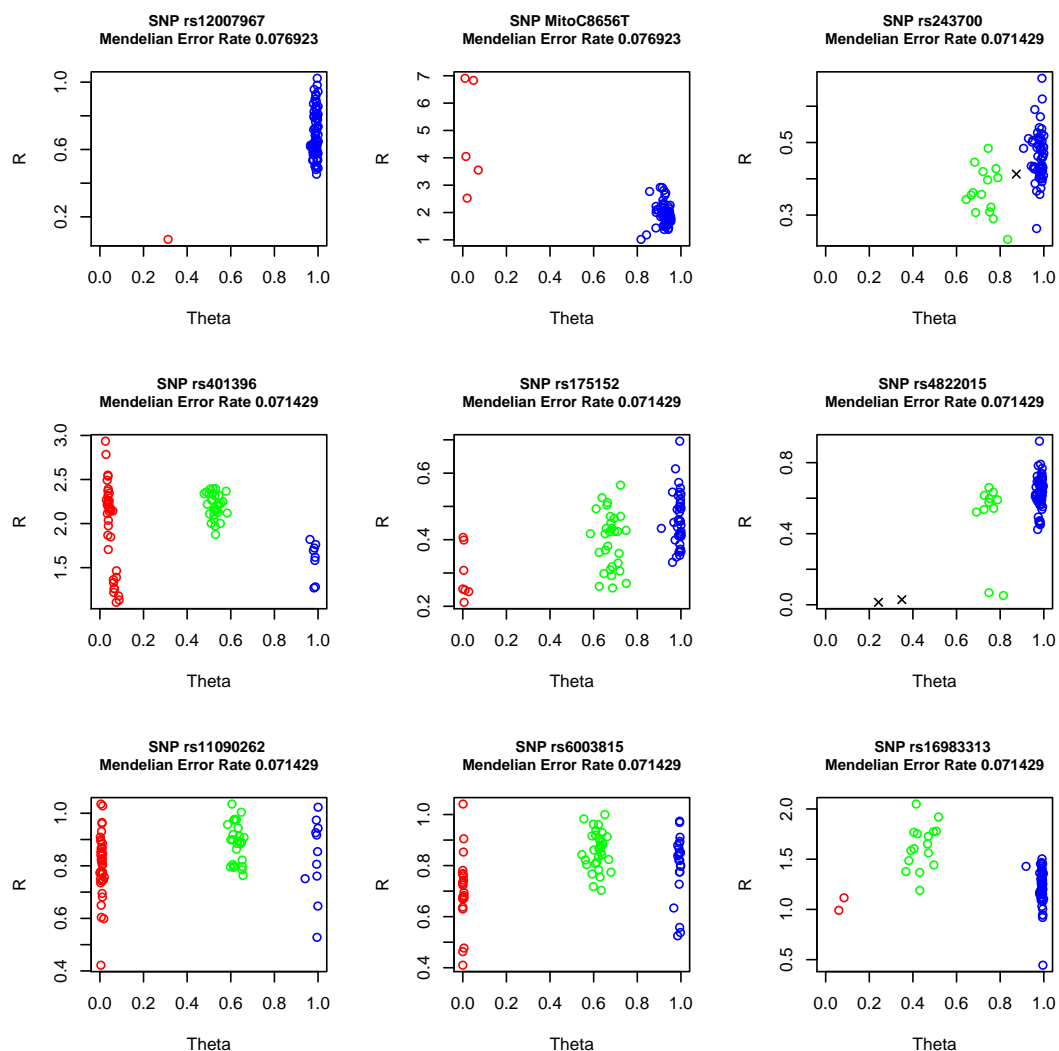 SNP rs12007967
Mendelian Error Rate 0.076923
R
1.0
0.6
0.2
0.0 0.2 0.4 0.6 0.8 1.0
Theta
SNP MitoC8656T
Mendelian Error Rate 0.076923
R
7
6
5
4
3
2
1
0.0 0.2 0.4 0.6 0.8 1.0
Theta
SNP rs243700
Mendelian Error Rate 0.071429
R
0.5
0.3
0.0 0.2 0.4 0.6 0.8 1.0
Theta
SNP rs401396
Mendelian Error Rate 0.071429
R
3.0
2.5
2.0
1.5
0.0 0.2 0.4 0.6 0.8 1.0
Theta
SNP rs175152
Mendelian Error Rate 0.071429
R
0.6
0.4
0.2
0.0 0.2 0.4 0.6 0.8 1.0
Theta
SNP rs4822015
Mendelian Error Rate 0.071429
R
0.8
0.4
0.0
0.0 0.2 0.4 0.6 0.8 1.0
Theta
SNP rs11090262
Mendelian Error Rate 0.071429
R
1.0
0.8
0.6
0.4
0.0 0.2 0.4 0.6 0.8 1.0
Theta
SNP rs6003815
Mendelian Error Rate 0.071429
R
1.0
0.8
0.6
0.4
0.0 0.2 0.4 0.6 0.8 1.0
Theta
SNP rs16983313
Mendelian Error Rate 0.071429
R
2.0
1.5
1.0
0.5
0.0 0.2 0.4 0.6 0.8 1.0
Theta